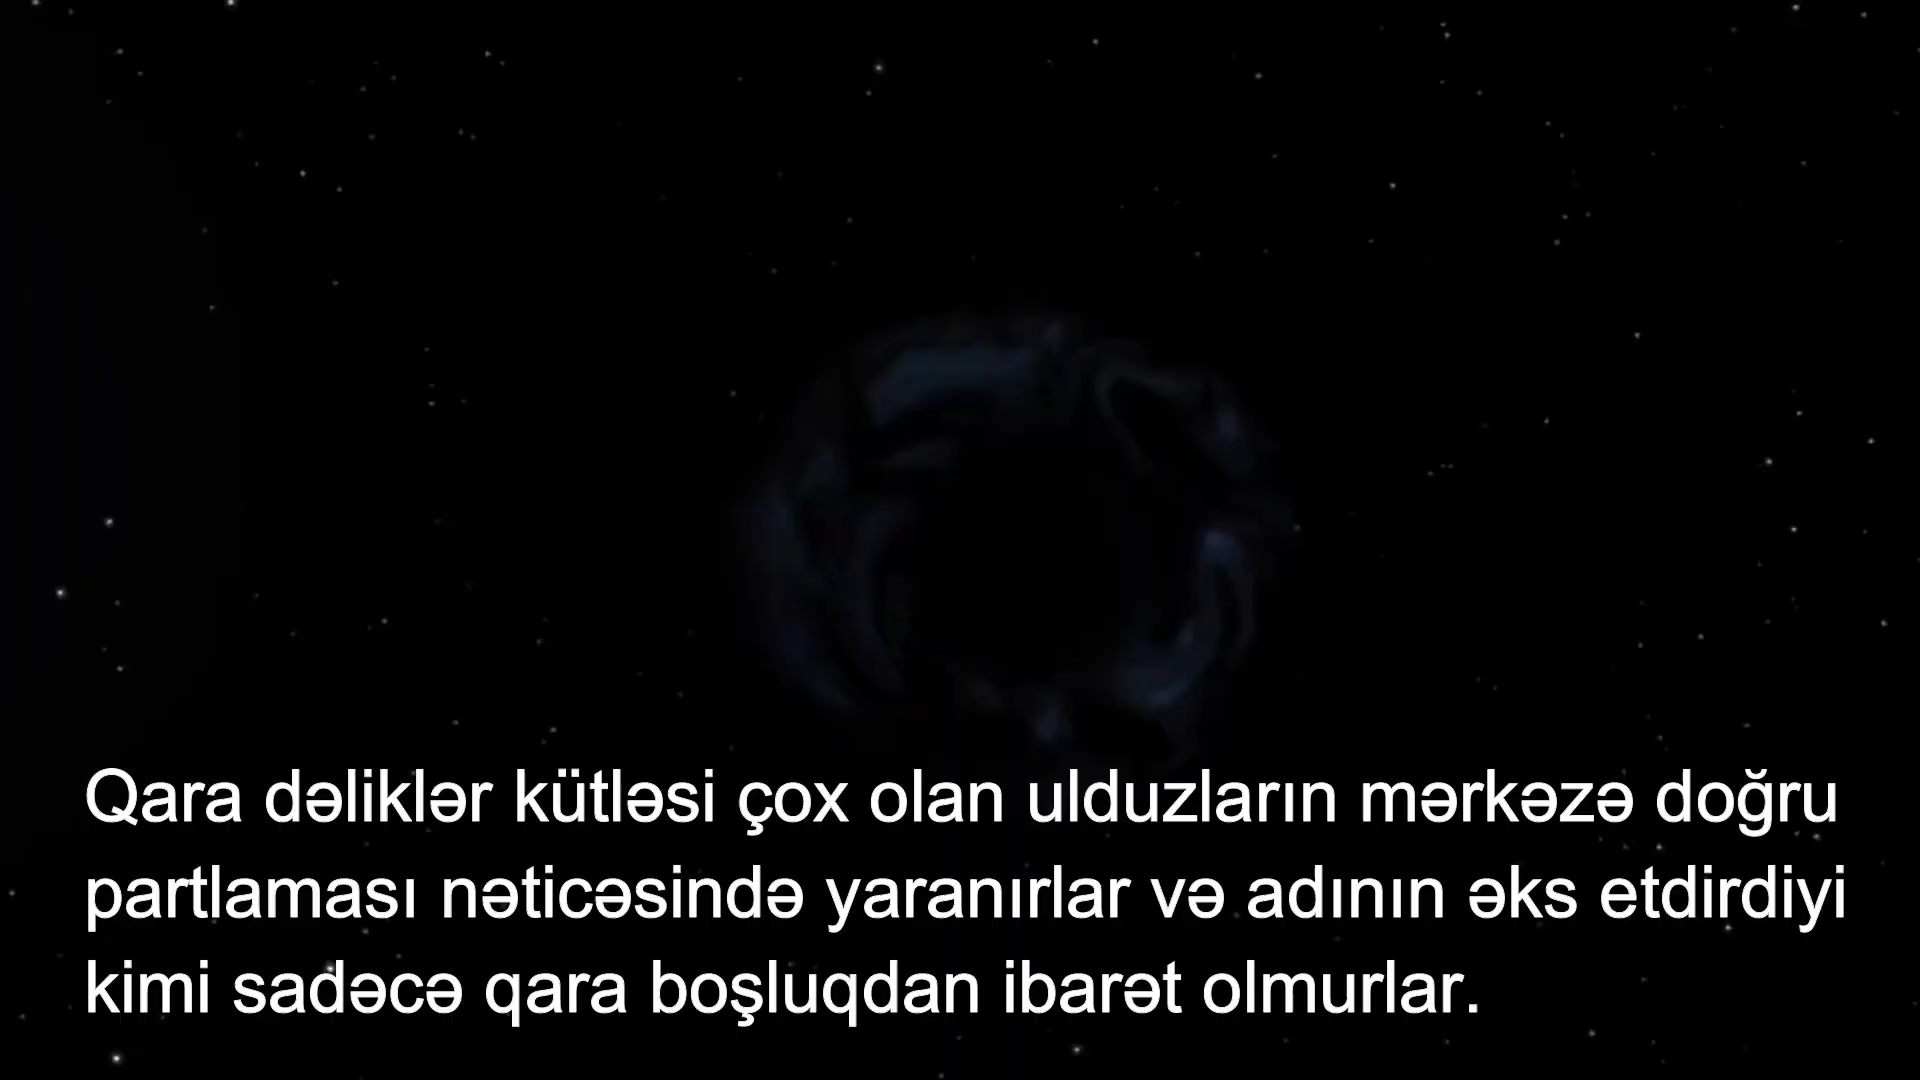 Qara dəliklər kütləsi çox olan ulduzların mərkəzə doğru
partlaması nəticəsində yaranırlar və adının əks etdirdiyi
kimi sadəcə qara boşluqdan ibarət olmurlar.